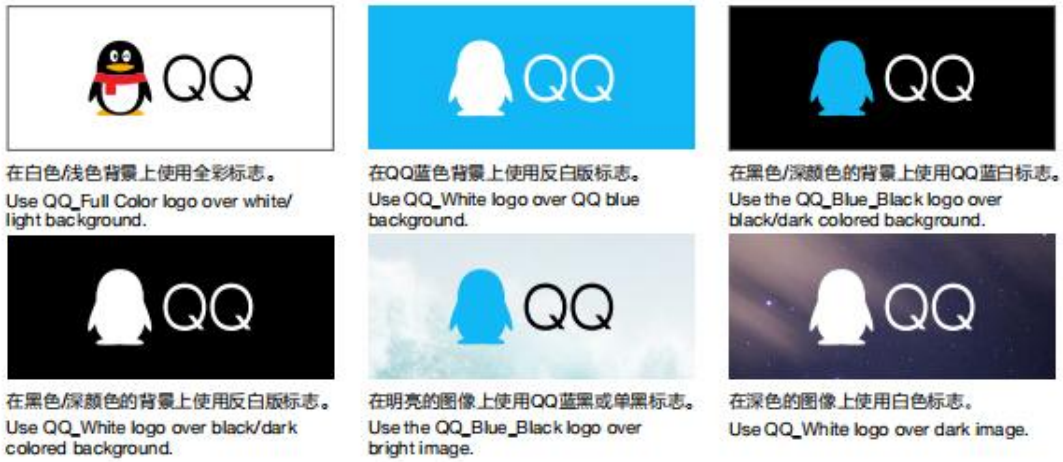 QQ
QQ
QQ
在白色/浅色背景上使用全彩标志。
Use QQ_Full Color logo over white/
light background.
在QQ蓝色背景上使用反白版标志。
Use QQ_White logo over QQ blue
background.
在黑色/深颜色的背景上使用QQ蓝白标志。
Use the QQ_Blue_Black logo over
black/dark colored background.
QQ
QQ
QQ
在黑色/深颜色的背景上使用反白版标志。
Use QQ_White logo over black/dark
colored background.
在明亮的图像上使用QQ蓝黑或单黑标志。
Use the QQ_Blue_Black logo over
bright image.
在深色的图像上使用白色标志。
Use QQ_White logo over dark image.